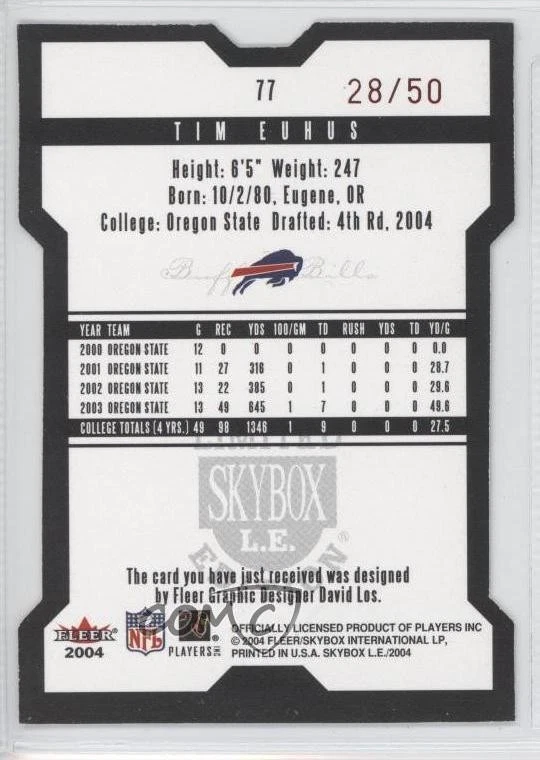 77 28/50
TIM EUHUS
Height: 6'5" Weight: 247
Born: 10/2/80, Eugene, OR
College: Oregon State Drafted: 4th Rd, 2004
Buffalo Bills
YEAR TEAM G REC YDS 100/GM TD RUSH YDS TD YD/G
2000 OREGON STATE 12 0 0 0 0 0 0 0 0.0
2001 OREGON STATE 11 27 316 0 1 0 0 0 28.7
2002 OREGON STATE 13 22 385 0 1 0 0 0 29.6
2003 OREGON STATE 13 49 645 1 7 0 0 0 49.6
COLLEGE TOTALS (4 YRS.) 49 98 1346 1 9 0 0 0 27.5
LIMITED
SKYBOX
L.E.
EDITION®
The card you have just received was designed
by Fleer Graphic Designer David Los.
COMC
FLEER
2004
NFL
PLAYERS INC
OFFICIALLY LICENSED PRODUCT OF PLAYERS INC
© 2004 FLEER/SKYBOX INTERNATIONAL LP,
PRINTED IN U.S.A. SKYBOX L.E./2004